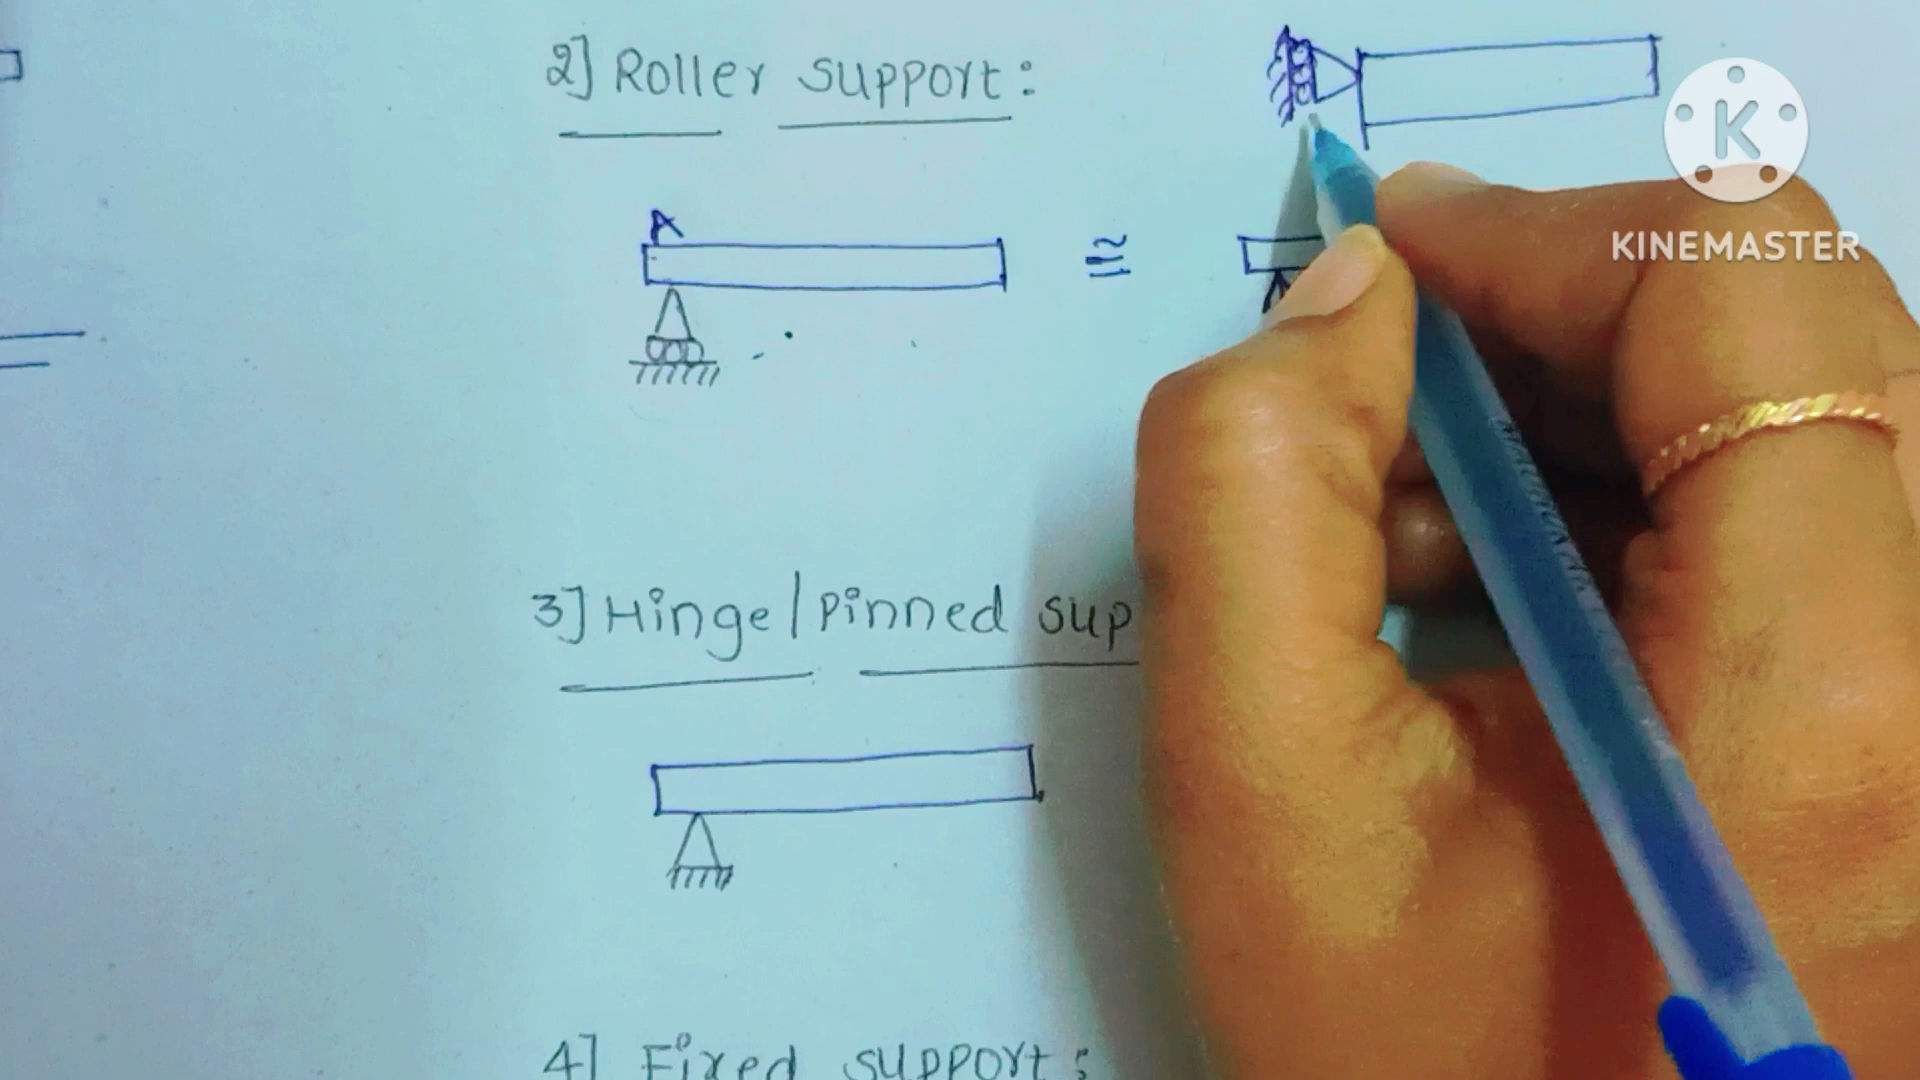 2] Roller support:
K
KINEMASTER
A
≅
3] Hinge/pinned sup
4] Fixed support: